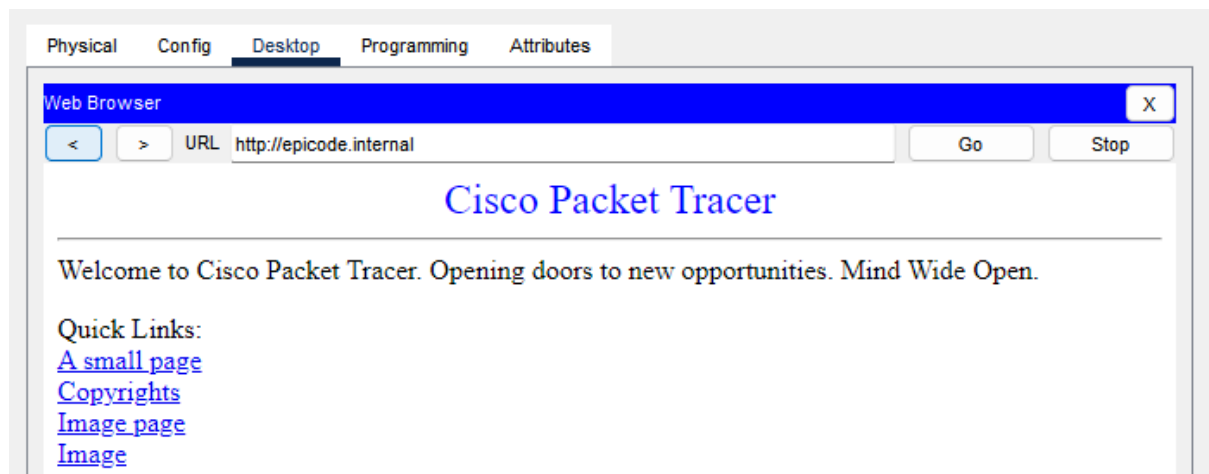 Physical Config Desktop Programming Attributes
Web Browser X
< > URL http://epicode.internal Go Stop
Cisco Packet Tracer
Welcome to Cisco Packet Tracer. Opening doors to new opportunities. Mind Wide Open.
Quick Links:
A small page
Copyrights
Image page
Image